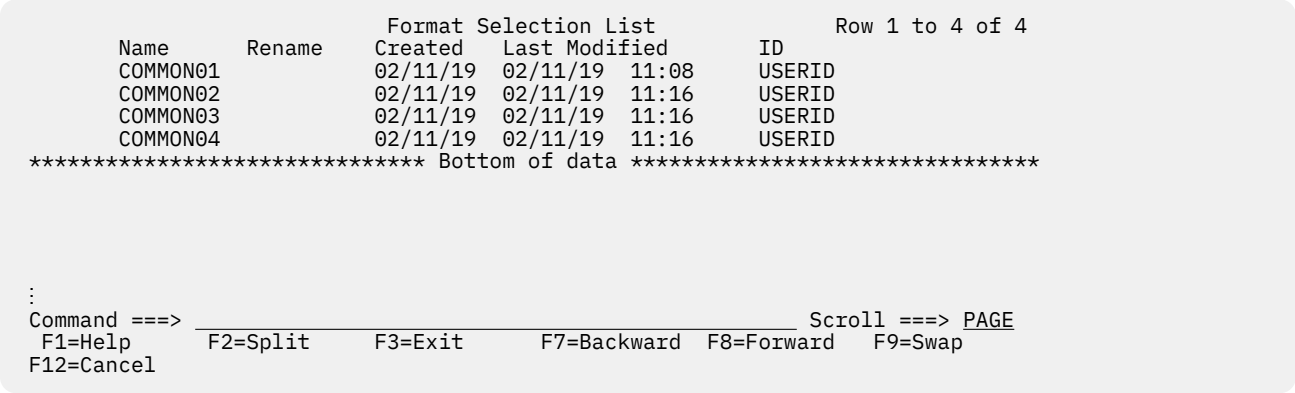 Format Selection List Row 1 to 4 of 4
Name Rename Created Last Modified ID
COMMON01 02/11/19 02/11/19 11:08 USERID
COMMON02 02/11/19 02/11/19 11:16 USERID
COMMON03 02/11/19 02/11/19 11:16 USERID
COMMON04 02/11/19 02/11/19 11:16 USERID
******************************* Bottom of data ********************************
⋮
Command ===> _______________________________________________ Scroll ===> PAGE
F1=Help F2=Split F3=Exit F7=Backward F8=Forward F9=Swap
F12=Cancel